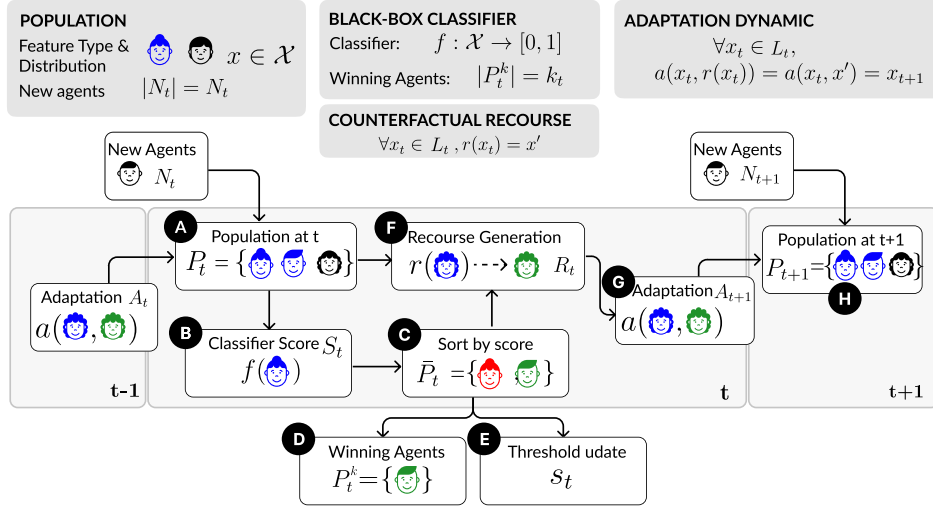 POPULATION
Feature Type &
Distribution
x ∈ 𝒳
New agents |N_t| = N_t
BLACK-BOX CLASSIFIER
Classifier: f : 𝒳 → [0, 1]
Winning Agents: |P_t^k| = k_t
COUNTERFACTUAL RECOURSE
∀x_t ∈ L_t , r(x_t) = x′
ADAPTATION DYNAMIC
∀x_t ∈ L_t,
a(x_t, r(x_t)) = a(x_t, x′) = x_{t+1}
New Agents
N_t
New Agents
N_{t+1}
A
Population at t
P_t = { }
F
Recourse Generation
r( ) R_t
Population at t+1
P_{t+1}={ }
H
Adaptation A_t
a( , )
t-1
B
Classifier Score S_t
f( )
C
Sort by score
P̄_t ={ , }
G
Adaptation A_{t+1}
a( , )
t
t+1
D
Winning Agents
P_t^k={ }
E
Threshold udate
s_t